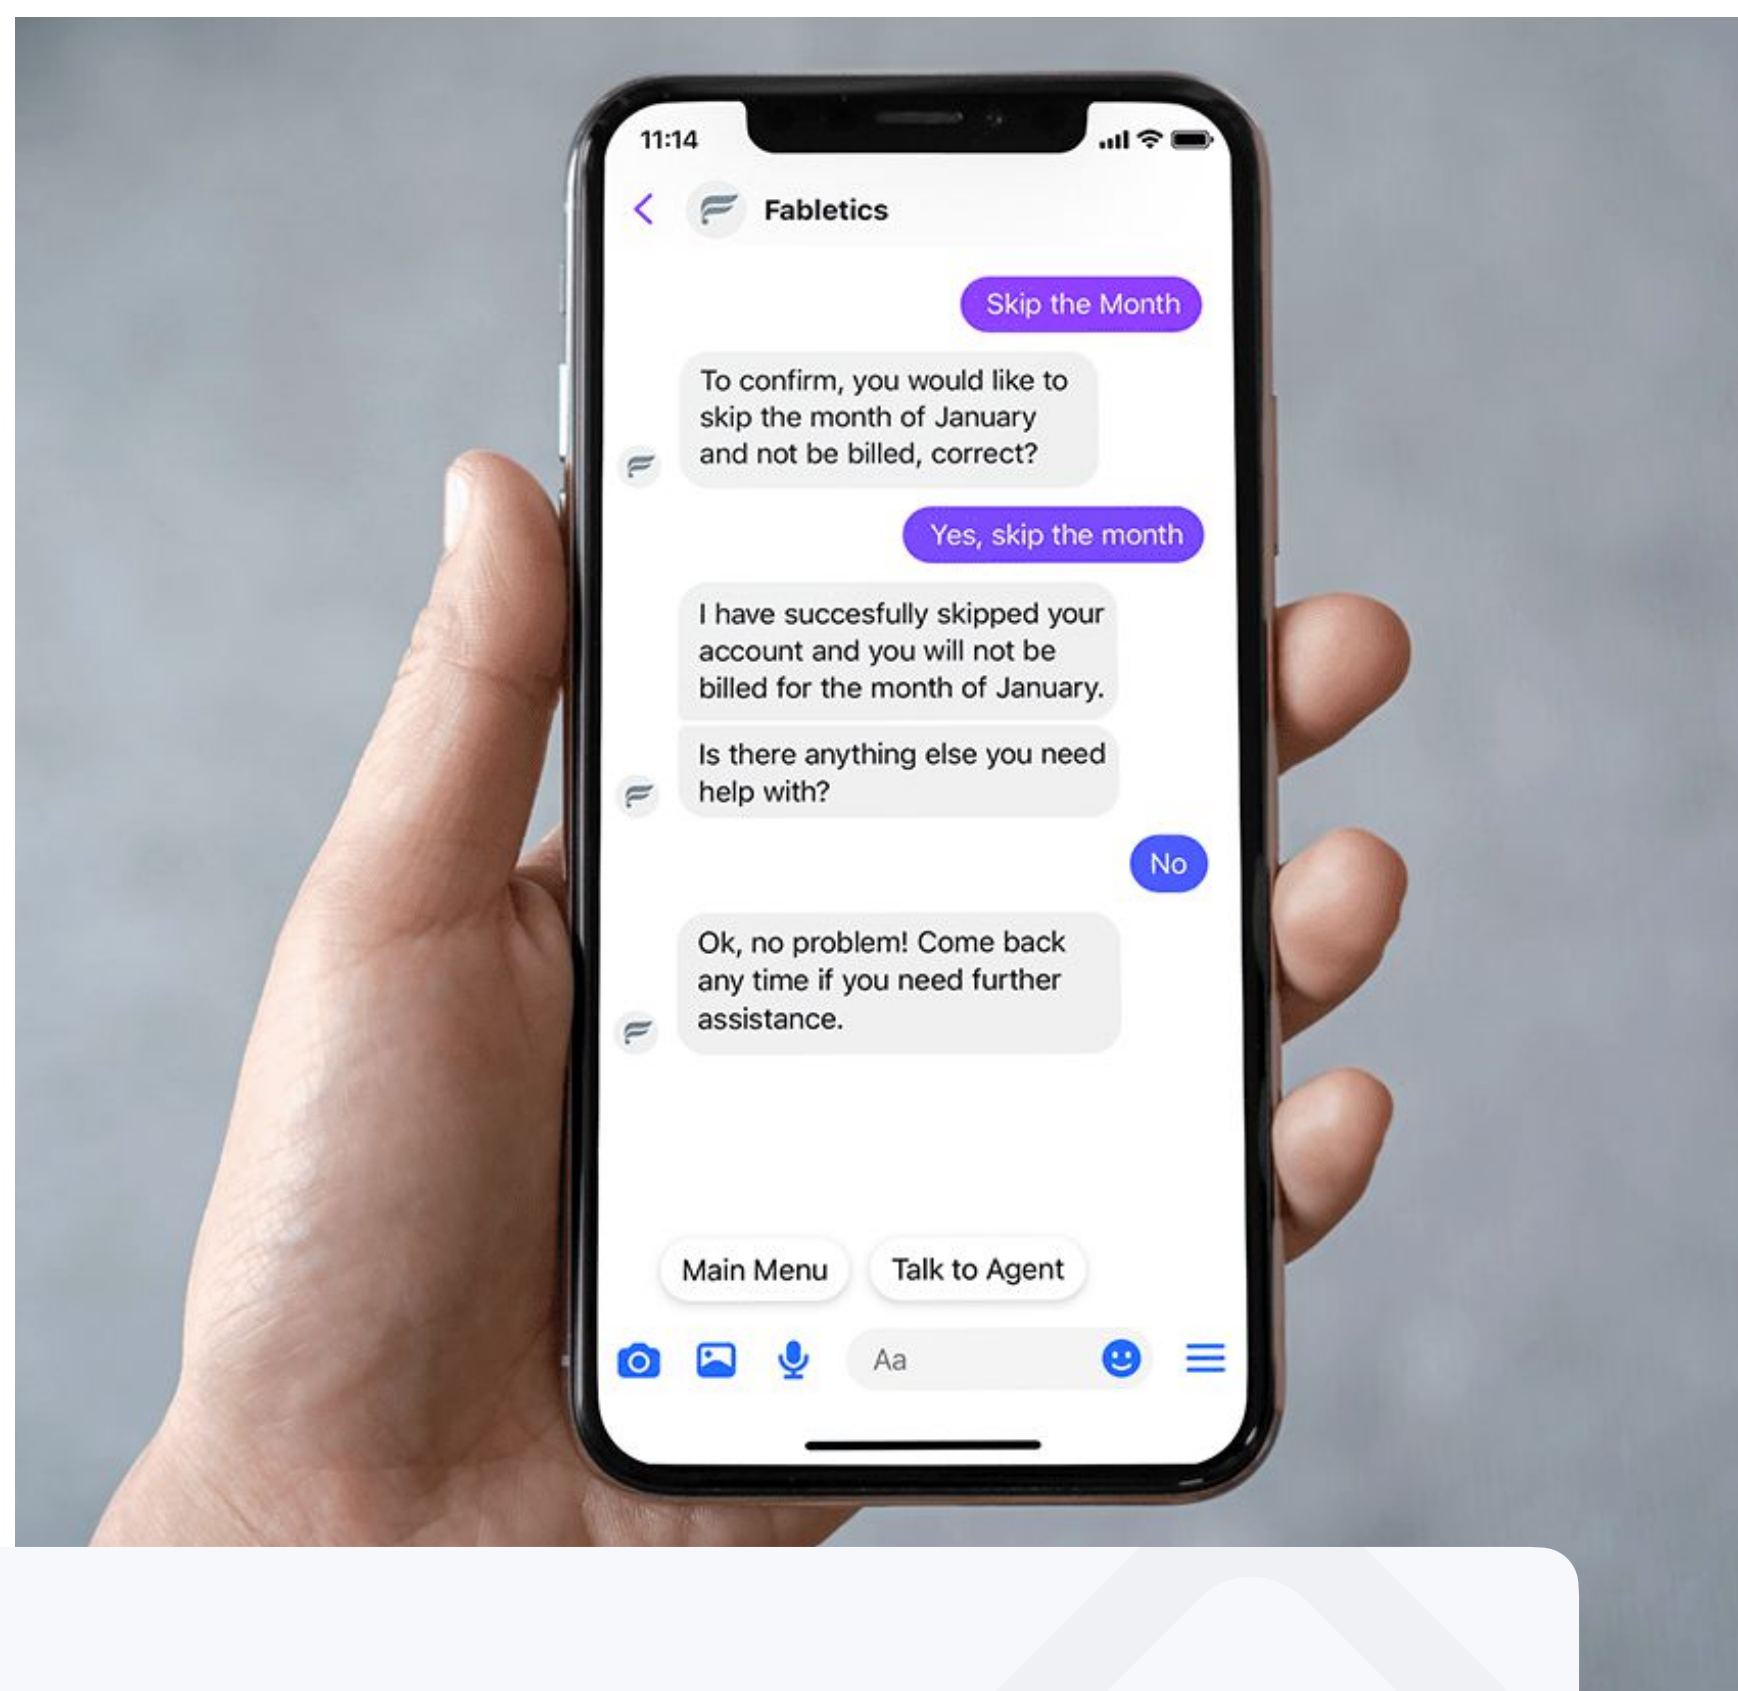 11:14
Fabletics
Skip the Month
To confirm, you would like to
skip the month of January
and not be billed, correct?
Yes, skip the month
I have succesfully skipped your
account and you will not be
billed for the month of January.
Is there anything else you need
help with?
No
Ok, no problem! Come back
any time if you need further
assistance.
Main Menu
Talk to Agent
Aa